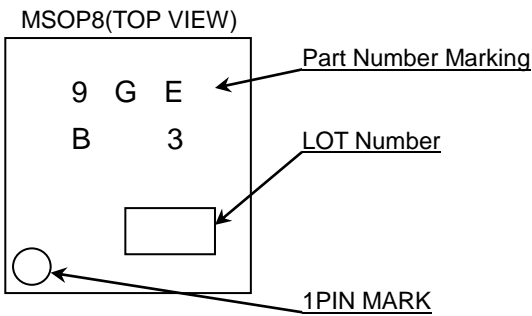 MSOP8(TOP VIEW)
Part Number Marking
9 G E
B 3
LOT Number
1PIN MARK